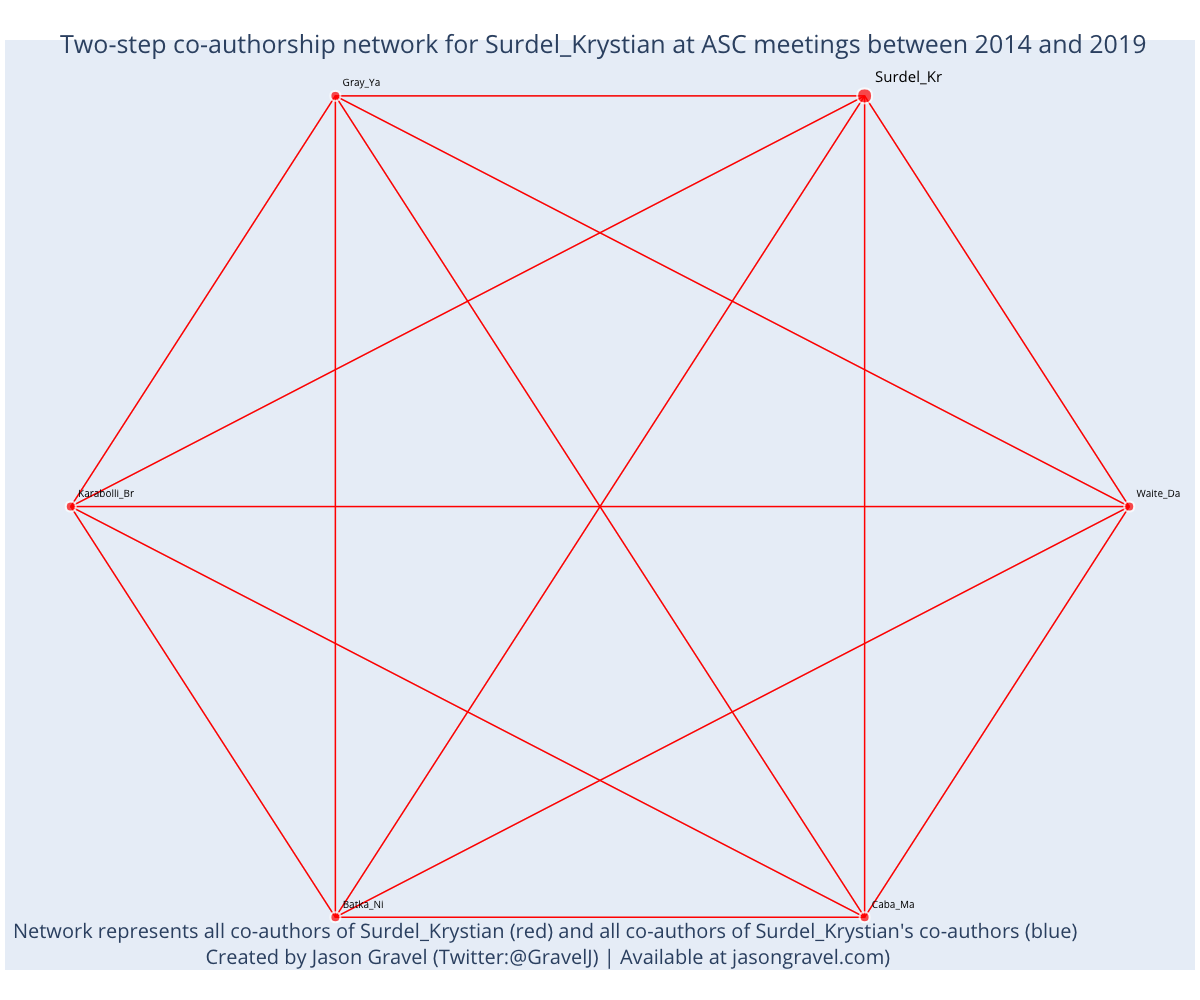 Two-step co-authorship network for Surdel_Krystian at ASC meetings between 2014 and 2019
Surdel_Kr
Gray_Ya
Karabolli_Br
Waite_Da
Batka_Ni
Caba_Ma
Network represents all co-authors of Surdel_Krystian (red) and all co-authors of Surdel_Krystian's co-authors (blue)
Created by Jason Gravel (Twitter:@GravelJ) | Available at jasongravel.com)